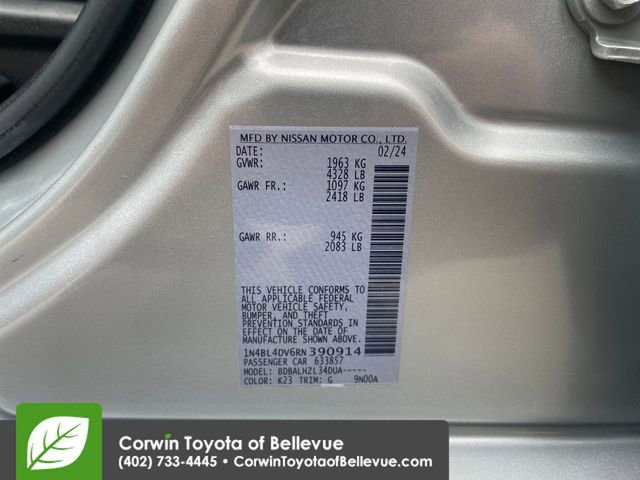 MFD BY NISSAN MOTOR CO., LTD.
DATE: 02/24
GVWR: 1963 KG
4328 LB
GAWR FR.: 1097 KG
2418 LB
GAWR RR.: 945 KG
2083 LB
THIS VEHICLE CONFORMS TO
ALL APPLICABLE FEDERAL
MOTOR VEHICLE SAFETY,
BUMPER, AND THEFT
PREVENTION STANDARDS IN
EFFECT ON THE DATE OF
MANUFACTURE SHOWN ABOVE.
1N4BL4DV6RN390914
PASSENGER CAR 633857
MODEL: BDBALHZL34DUA-----
COLOR: K23 TRIM: G 9N00A
Corwin Toyota of Bellevue
(402) 733-4445 • CorwinToyotaofBellevue.com